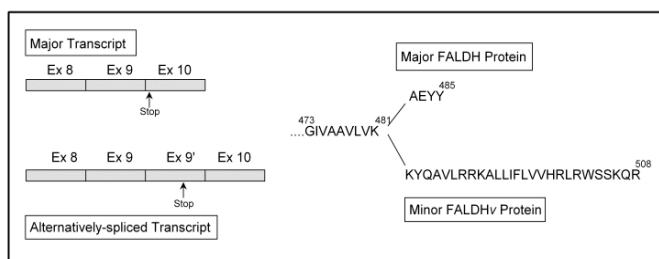 Major Transcript
Ex 8 Ex 9 Ex 10
Stop
Ex 8 Ex 9 Ex 9' Ex 10
Stop
Alternatively-spliced Transcript
Major FALDH Protein
485
AEYY
473 481
....GIVAAVLVK
508
KYQAVLRRKALLIFLVVHRLRWSSKQR
Minor FALDHv Protein